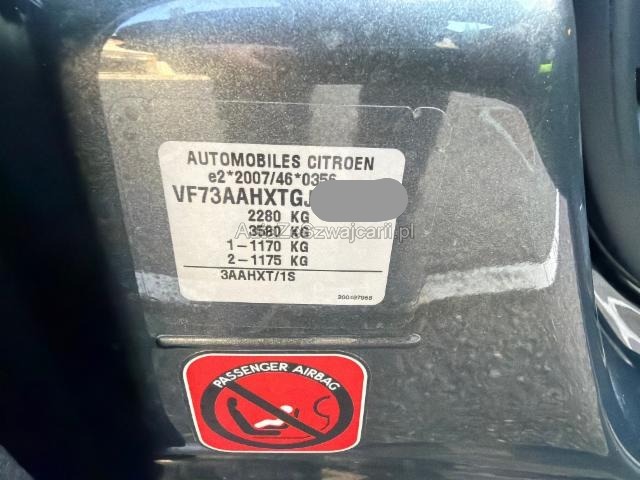 AUTOMOBILES CITROEN
e2*2007/46*0356
VF73AAHXTGJ
2280 KG
3580 KG
1-1170 KG
2-1175 KG
3AAHXT/1S
PASSENGER AIRBAG